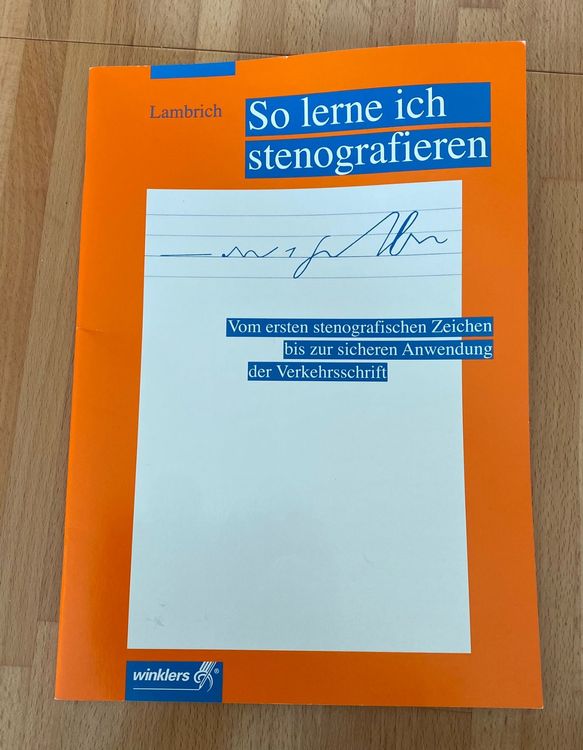 Lambrich
So lerne ich
stenografieren
Vom ersten stenografischen Zeichen
bis zur sicheren Anwendung
der Verkehrsschrift
winklers ®